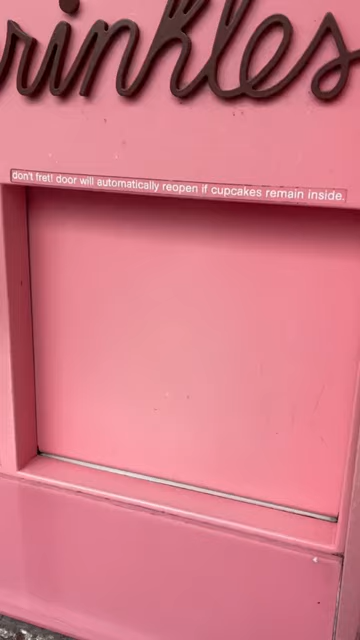 rinkles
don't fret! door will automatically reopen if cupcakes remain inside.